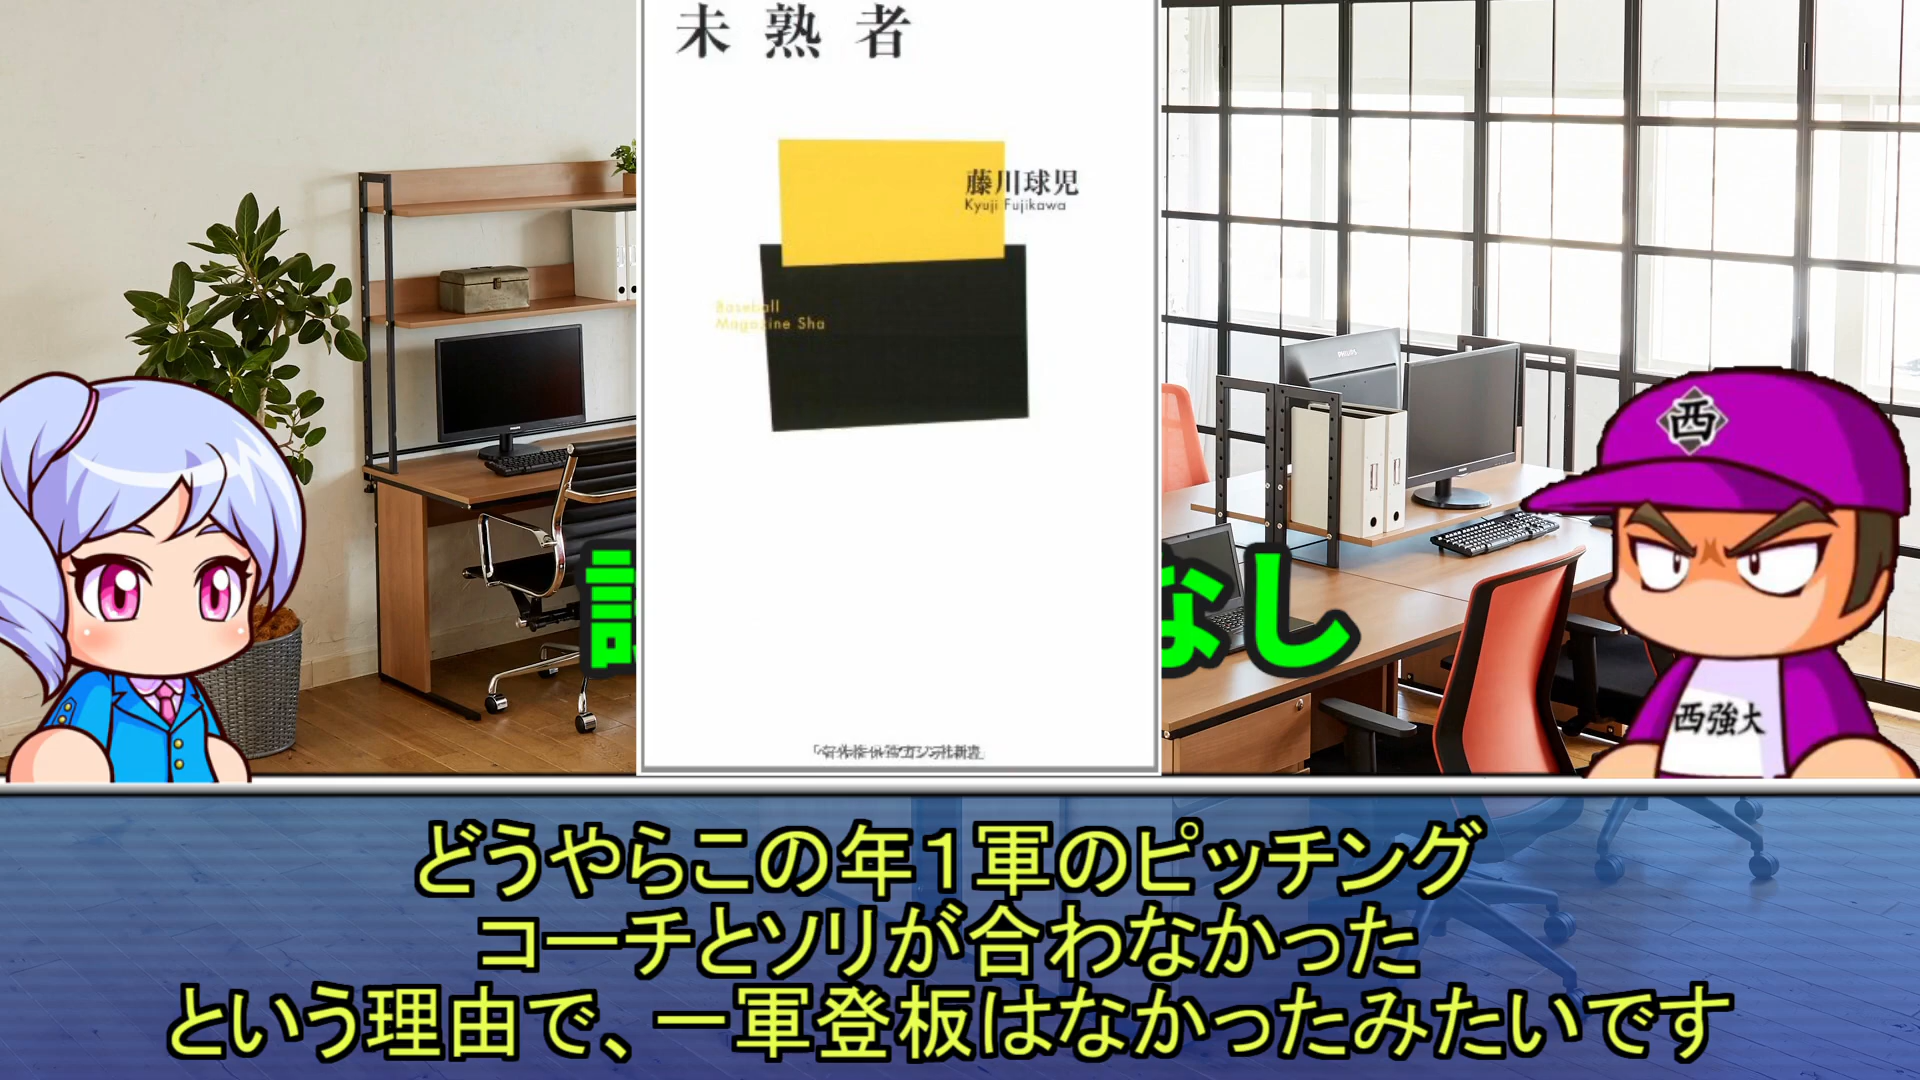 未熟者
藤川球児
Kyuji Fujikawa
Baseball
Magazine Sha
PHILIPS
西
なし
西強大
どうやらこの年１軍のピッチング
コーチとソリが合わなかった
という理由で、一軍登板はなかったみたいです